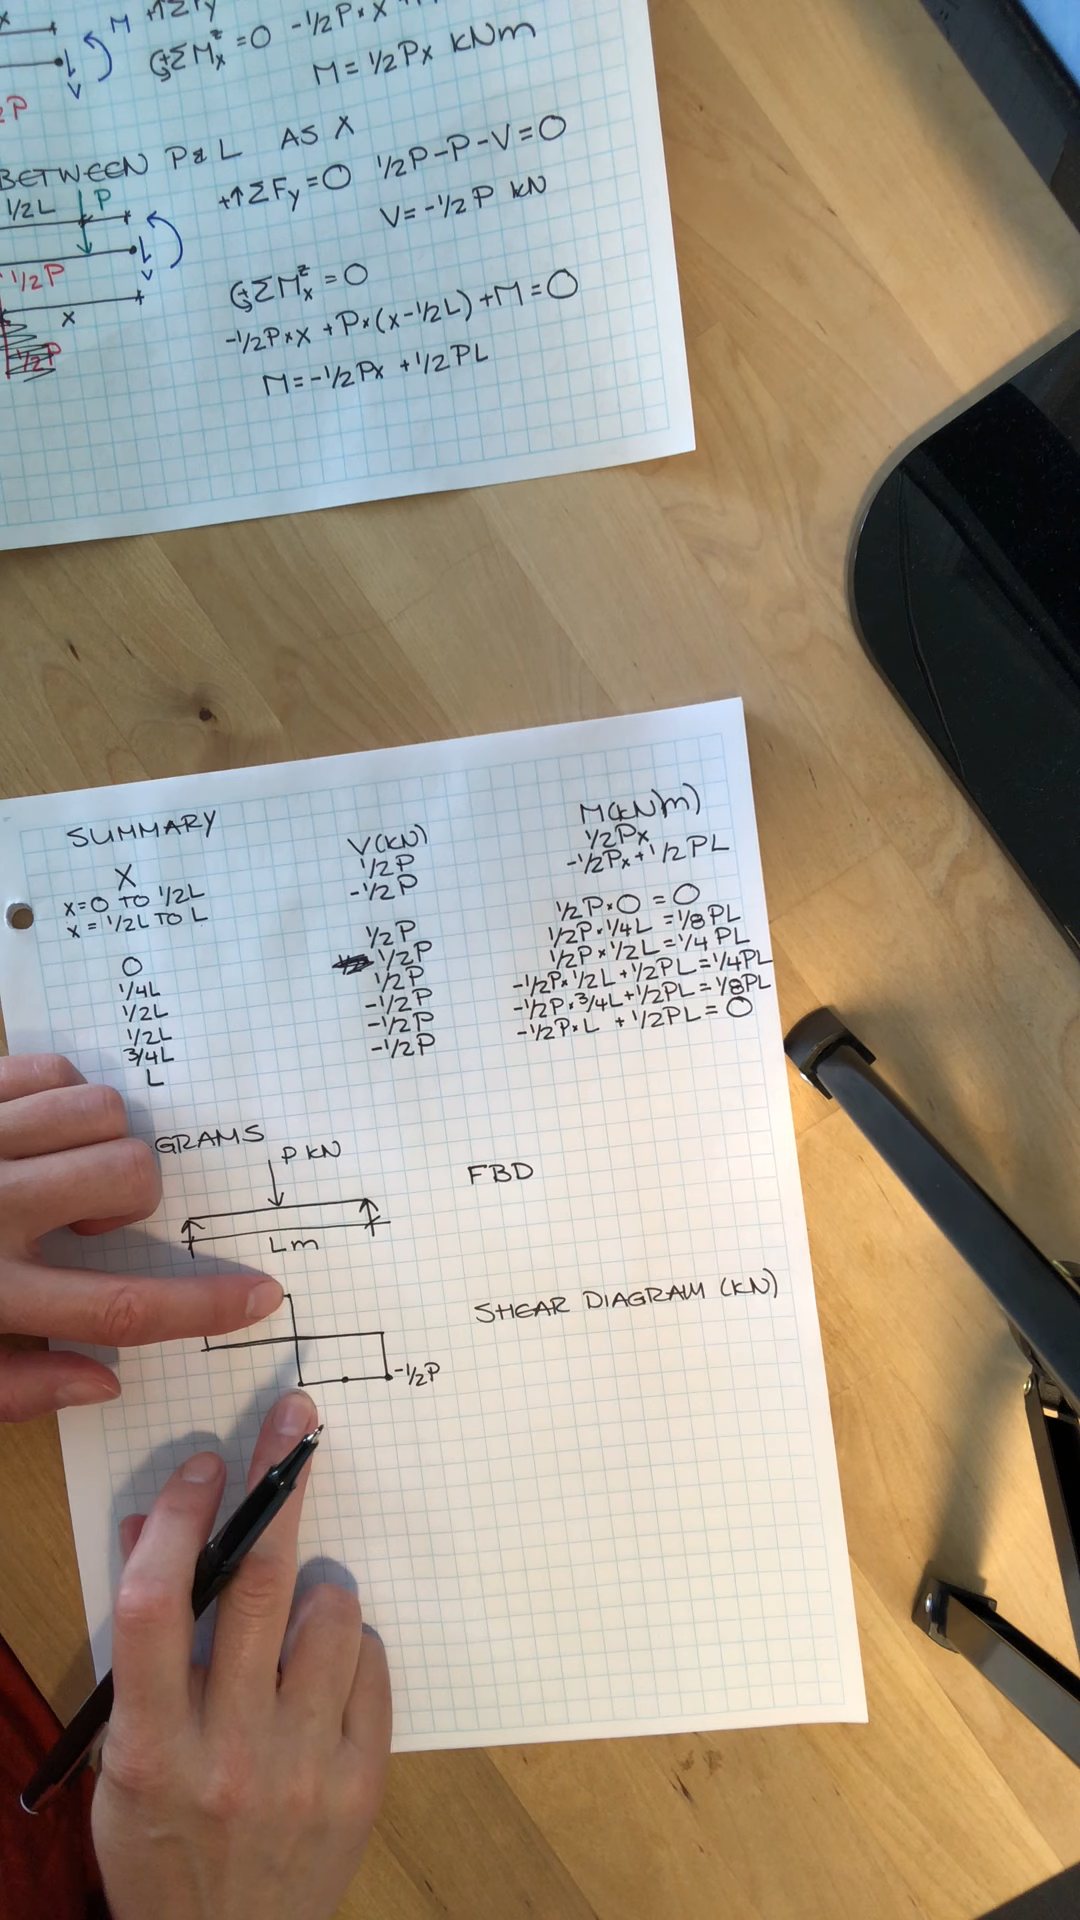 x
M +↑ΣFy
↺+ΣMxᶻ=0 -1/2P×x
M=1/2Px kNm
V
BETWEEN P&L AS X
+↑ΣFy=0 1/2P-P-V=0
1/2L P
V=-1/2P kN
V
1/2P
↺+ΣMxᶻ=0
x
-1/2P×x +P×(x-1/2L)+M=0
M=-1/2Px +1/2PL
SUMMARY
X V(kN) M(kN)m)
x=0 TO 1/2L 1/2P 1/2Px
x=1/2L TO L -1/2P -1/2Px+1/2PL
0 1/2P 1/2P×0=0
1/4L 1/2P 1/2P×1/4L=1/8PL
1/2L 1/2P 1/2P×1/2L=1/4PL
1/2L -1/2P -1/2P×1/2L+1/2PL=1/4PL
3/4L -1/2P -1/2P×3/4L+1/2PL=1/8PL
L -1/2P -1/2P×L +1/2PL=0
GRAMS
P kN
FBD
Lm
SHEAR DIAGRAM (kN)
-1/2P